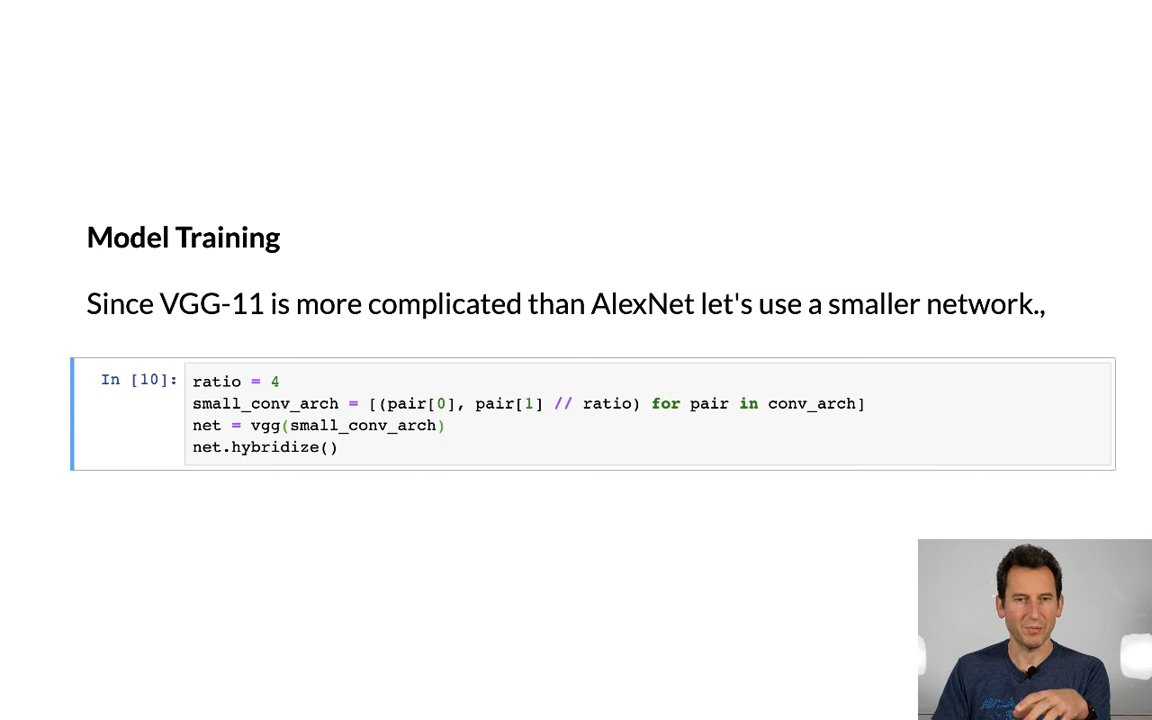 Model Training
Since VGG-11 is more complicated than AlexNet let's use a smaller network.,
In [10]:
ratio = 4
small_conv_arch = [(pair[0], pair[1] // ratio) for pair in conv_arch]
net = vgg(small_conv_arch)
net.hybridize()